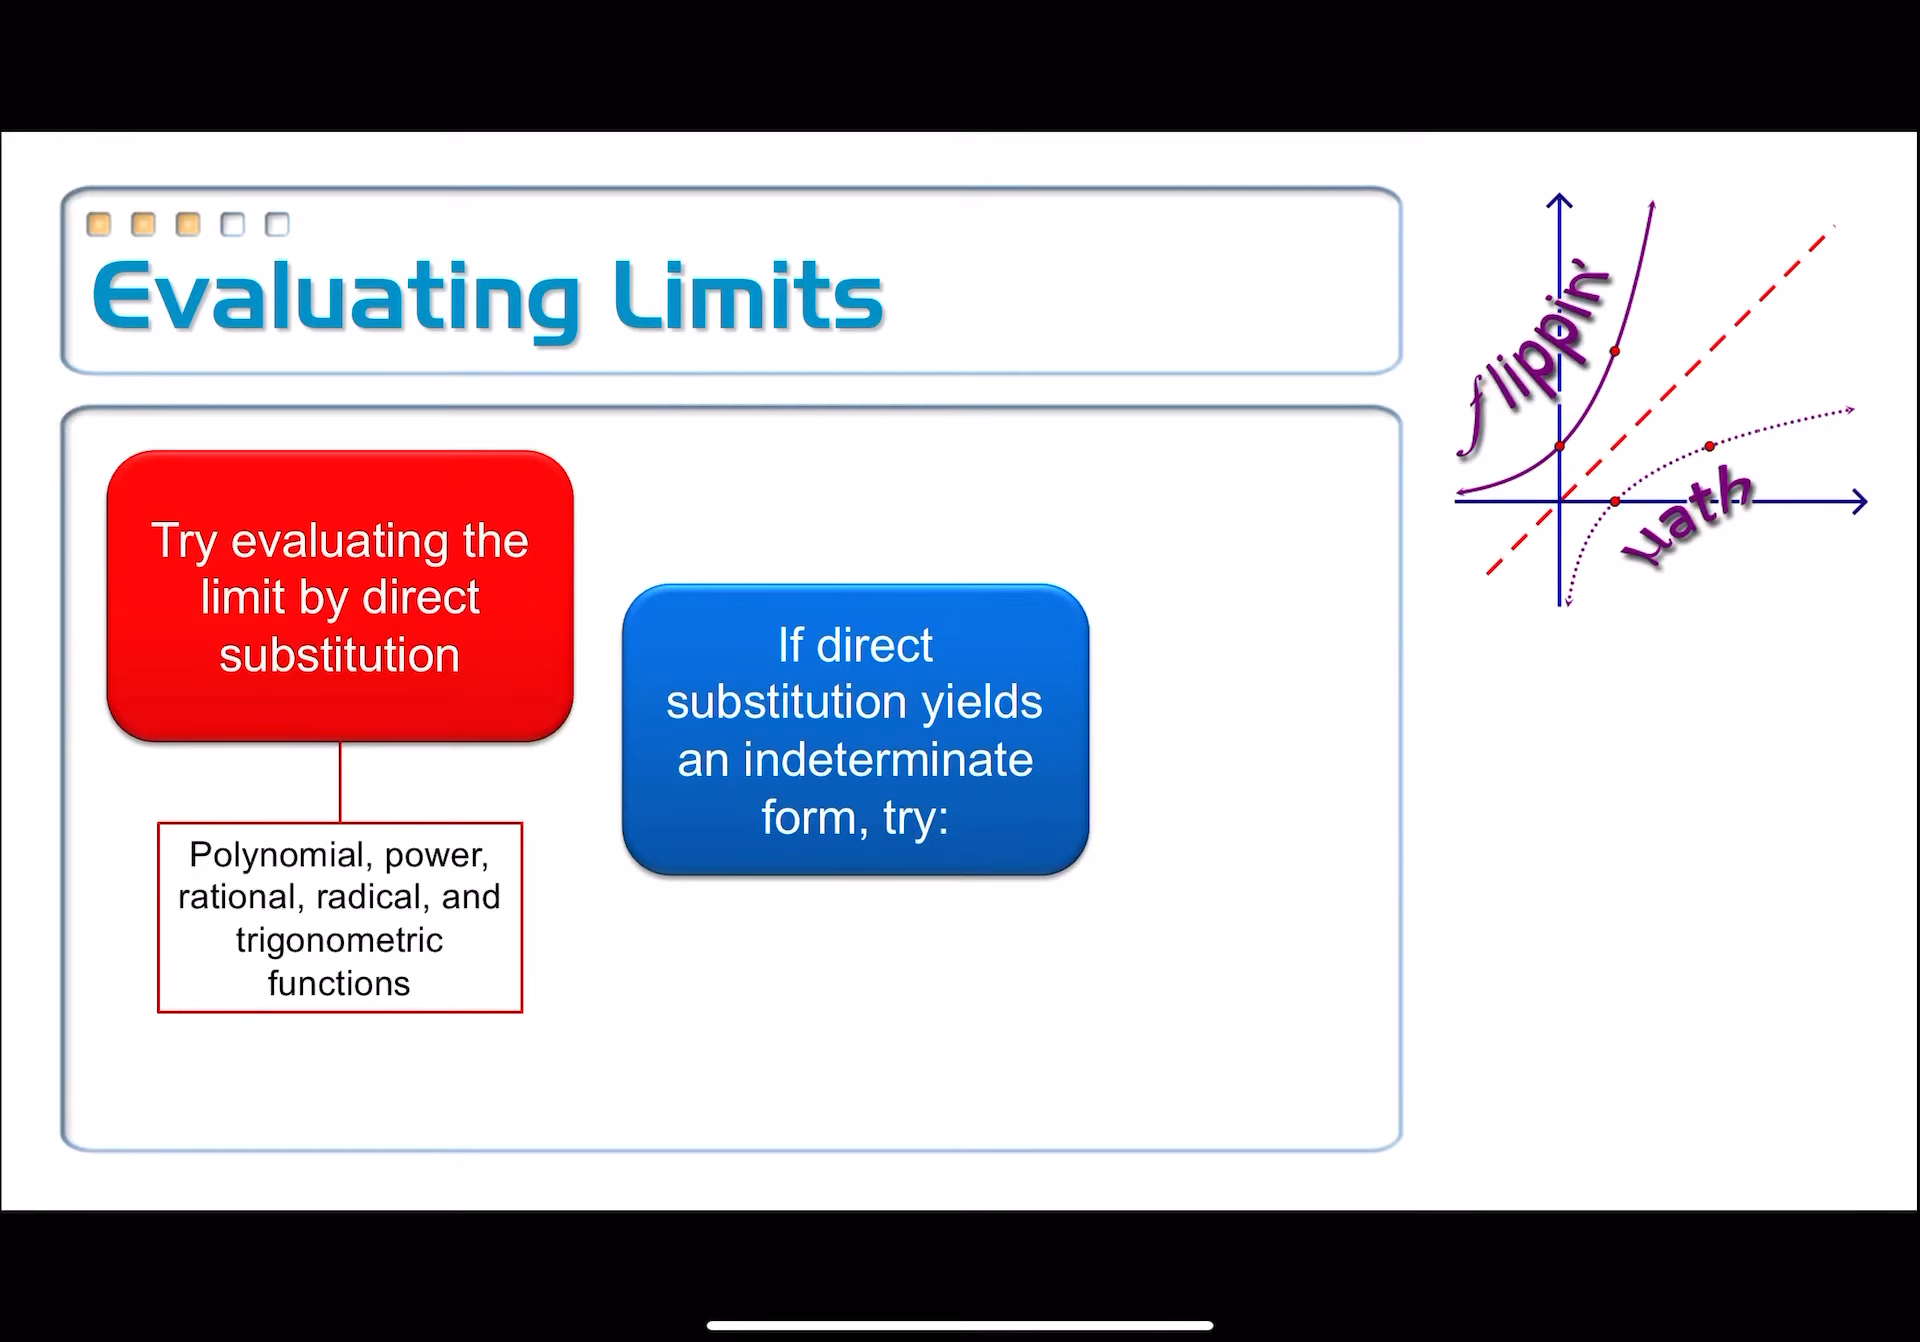 Evaluating Limits
Try evaluating the
limit by direct
substitution
Polynomial, power,
rational, radical, and
trigonometric
functions
If direct
substitution yields
an indeterminate
form, try:
flippin'
μath